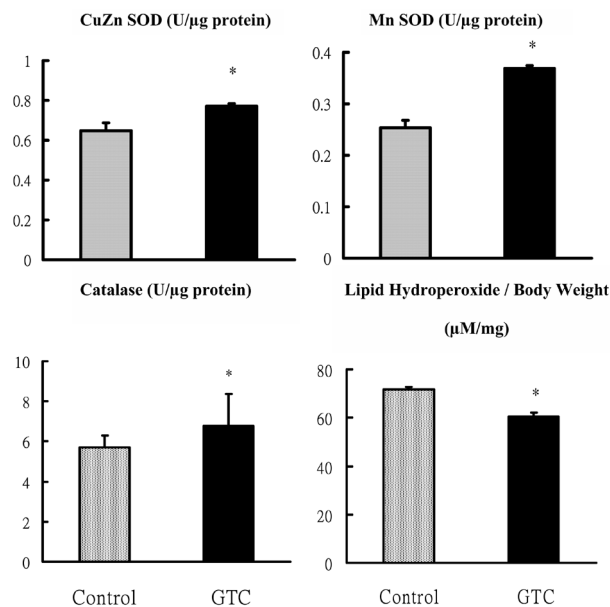 CuZn SOD (U/µg protein)
1
0.8
0.6
0.4
0.2
0
*
Mn SOD (U/µg protein)
0.4
0.3
0.2
0.1
0
*
Catalase (U/µg protein)
10
8
6
4
2
0
*
Control
GTC
Lipid Hydroperoxide / Body Weight
(µM/mg)
80
60
40
20
0
*
Control
GTC